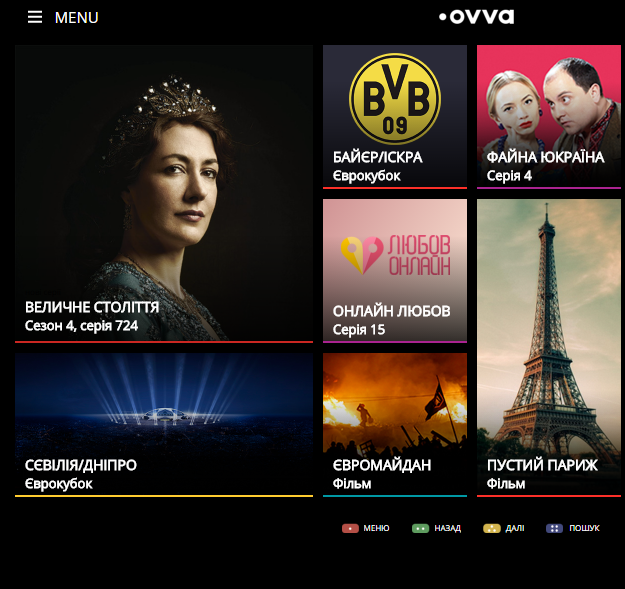 MENU
ovva
ВЕЛИЧНЕ СТОЛІТТЯ
Сезон 4, серія 724
BVB
09
БАЙЄР/ІСКРА
Єврокубок
ФАЙНА ЮКРАЇНА
Серія 4
ЛЮБОВ
ОНЛАЙН
ОНЛАЙН ЛЮБОВ
Серія 15
СЄВІЛІЯ/ДНІПРО
Єврокубок
ЄВРОМАЙДАН
Фільм
ПУСТИЙ ПАРИЖ
Фільм
МЕНЮ
НАЗАД
ДАЛІ
ПОШУК